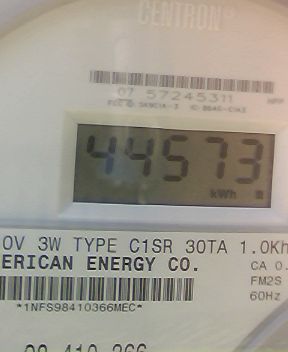 CENTRON®
07 57245311
44573
kWh
0V 3W TYPE C1SR 30TA 1.0Kh
ERICAN ENERGY CO.
CA 0.
FM2S
60Hz
*1NFS98410366MEC*